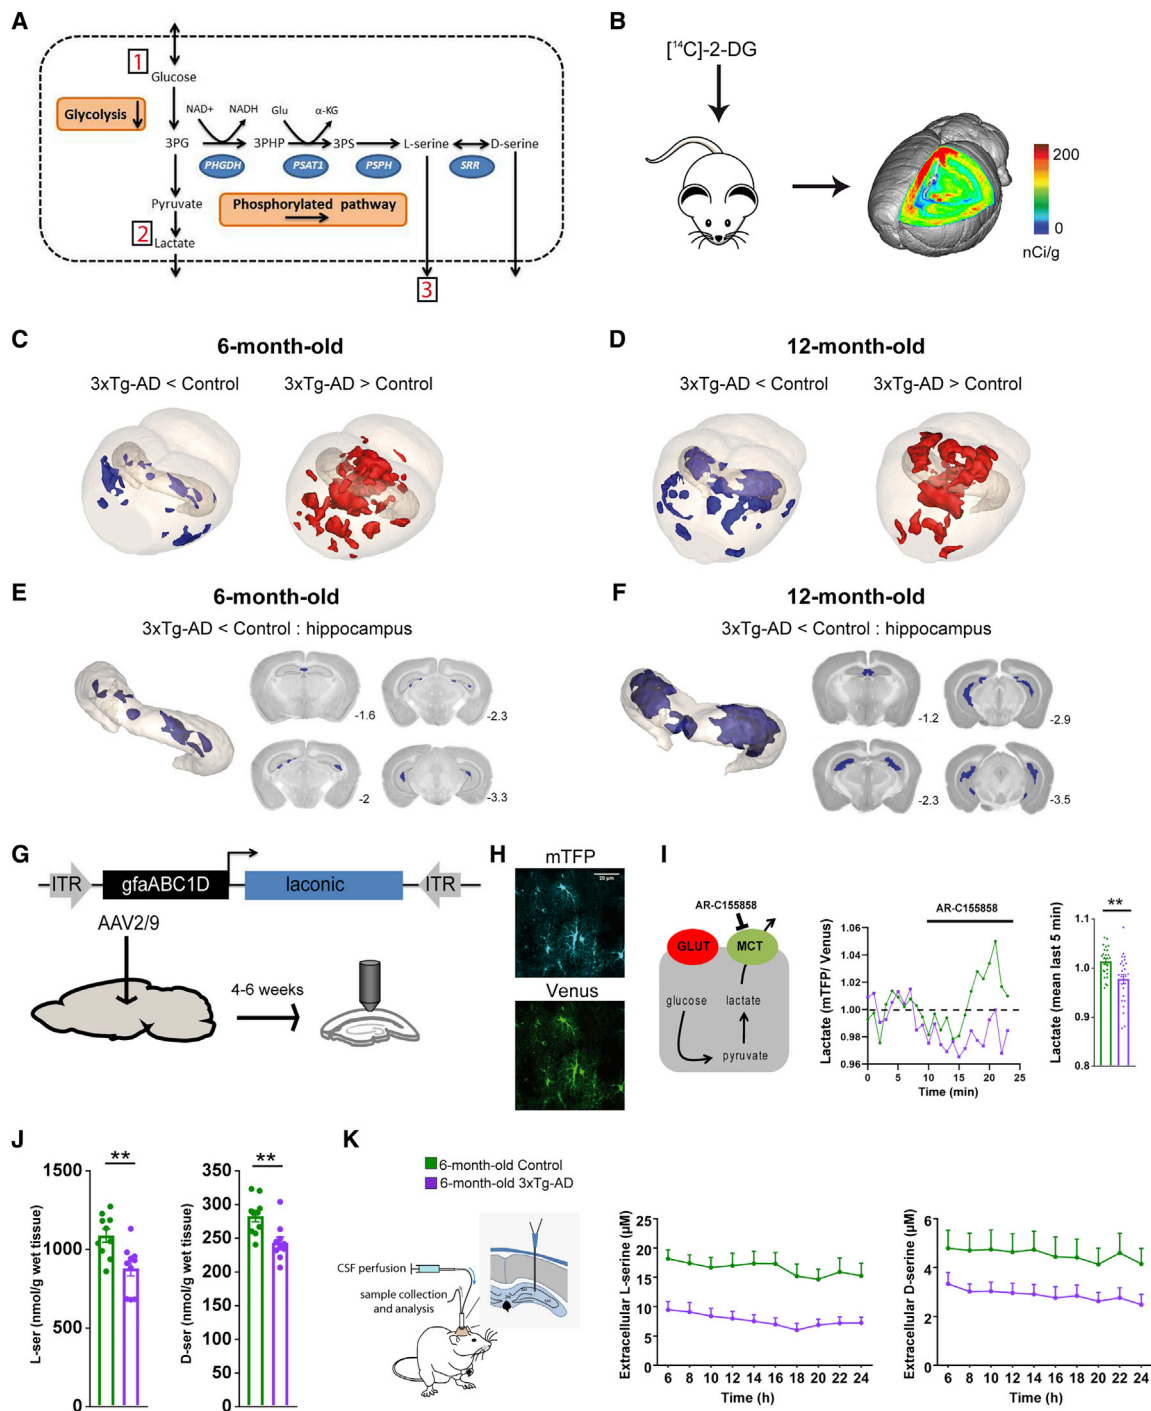 A
1
Glucose
Glycolysis
NAD+ NADH Glu α-KG
3PG 3PHP 3PS L-serine D-serine
PHGDH PSAT1 PSPH SRR
Pyruvate
Phosphorylated pathway
2
Lactate
3
B
[¹⁴C]-2-DG
200
0
nCi/g
C
6-month-old
3xTg-AD < Control 3xTg-AD > Control
D
12-month-old
3xTg-AD < Control 3xTg-AD > Control
E
6-month-old
3xTg-AD < Control : hippocampus
-1.6
-2.3
-2
-3.3
F
12-month-old
3xTg-AD < Control : hippocampus
-1.2
-2.9
-2.3
-3.5
G
ITR gfaABC1D laconic ITR
AAV2/9
4-6 weeks
H
mTFP
20 µm
Venus
I
AR-C155858
GLUT MCT
glucose lactate
pyruvate
AR-C155858
Lactate (mTFP/ Venus)
1.06
1.04
1.02
1.00
0.98
0.96
0 5 10 15 20 25
Time (min)
**
Lactate (mean last 5 min)
1.1
1.0
0.9
0.8
J
**
L-ser (nmol/g wet tissue)
1500
1000
500
0
**
D-ser (nmol/g wet tissue)
350
300
250
200
150
100
50
0
K
6-month-old Control
6-month-old 3xTg-AD
CSF perfusion
sample collection
and analysis
Extracellular L-serine (µM)
25
20
15
10
5
0
6 8 10 12 14 16 18 20 22 24
Time (h)
Extracellular D-serine (µM)
6
4
2
0
6 8 10 12 14 16 18 20 22 24
Time (h)